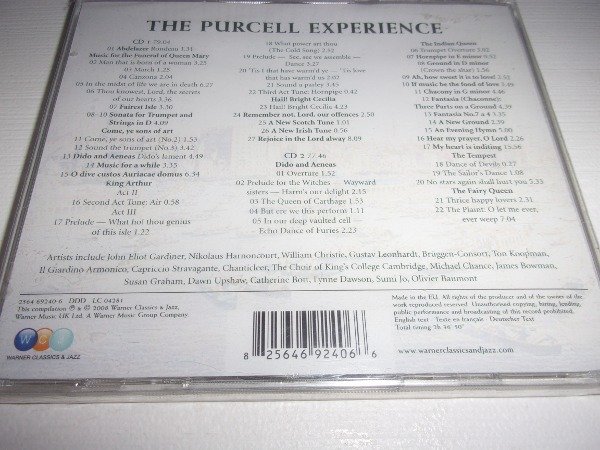 THE PURCELL EXPERIENCE
CD 1 79.04
01 Abdelazer Rondeau 1.31
Music for the Funeral of Queen Mary
02 Man that is born of a woman 3.25
03 March 1.25
04 Canzona 2.04
05 In the midst of life we are in death 6.27
06 Thou knowest, Lord, the secrets
of our hearts 3.36
07 Fairest Isle 3.50
08-10 Sonata for Trumpet and
Strings in D 4.09
Come, ye sons of art
11 Come, ye sons of art (No.2)
12 Sound the trumpet (No.3)
13 Dido and Aeneas Dido's lament 4.49
14 Music for a while 3.35
15 O dive custos Auriacae domus 6.34
King Arthur
Act II
16 Second Act Tune: Air 0.58
Act III
17 Prelude — What ho! thou genius
of this isle 1.22
18 What power art thou
(The Cold Song) 2.32
19 Prelude — See, see we assemble —
Dance 3.27
20 'Tis I that have warm'd ye — 'Tis love
that has warm'd us 2.02
21 Sound a parley 3.43
22 Third Act Tune: Hornpipe 0.42
Hail! Bright Cecilia
23 Hail! Bright Cecilia 4.23
24 Remember not, Lord, our offences 2.50
25 A New Scotch Tune 1.01
26 A New Irish Tune 0.56
27 Rejoice in the Lord alway 8.09
CD 2 77.46
Dido and Aeneas
01 Overture 1.52
02 Prelude for the Witches — Wayward
sisters — Harm's our delight 2.15
03 The Queen of Carthage 1.53
04 But ere we this perform 1.11
05 In our deep vaulted cell —
Echo Dance of Furies 2.23
The Indian Queen
06 Trumpet Overture 3.02
07 Hornpipe in E minor 0.52
08 Ground in D minor
(Crown the altar) 2.36
09 Ah, how sweet it is to love
10 If music be the food of love
11 Chacony in G minor 4.46
12 Fantasia (Chaconne):
Three Parts on a Ground 4.39
13 Fantasia No.7 a 4 3.33
14 A New Ground 2.39
15 An Evening Hymn 5.08
16 Hear my prayer, O Lord 2.26
17 My heart is inditing 15.56
The Tempest
18 Dance of Devils 0.27
19 The Sailor's Dance 1.08
20 No stars again shall hurt you 3.33
The Fairy Queen
21 Thrice happy lovers 2.31
22 The Plaint: O let me ever,
ever weep 7.04
Artists include John Eliot Gardiner, Nikolaus Harnoncourt, William Christie, Gustav Leonhardt, Bruggen-Consort, Ton Koopman,
Il Giardino Armonico, Capriccio Stravagante, Chanticleer, The Choir of King's College Cambridge, Michael Chance, James Bowman,
Susan Graham, Dawn Upshaw, Catherine Bott, Lynne Dawson, Sumi Jo, Olivier Baumont
2564 69240-6 DDD LC 04281
This compilation ℗ & © 2008 Warner Classics & Jazz,
Warner Music UK Ltd. A Warner Music Group Company
WARNER CLASSICS & JAZZ
8 25646 92406 6
Made in the EU. All rights of the producer and of the owner of the
work reproduced reserved. Unauthorised copying, hiring, lending,
public performance and broadcasting of this record prohibited.
English text · Texte en français · Deutscher Text
Total timing 2h 36' 50"
www.warnerclassicsandjazz.com